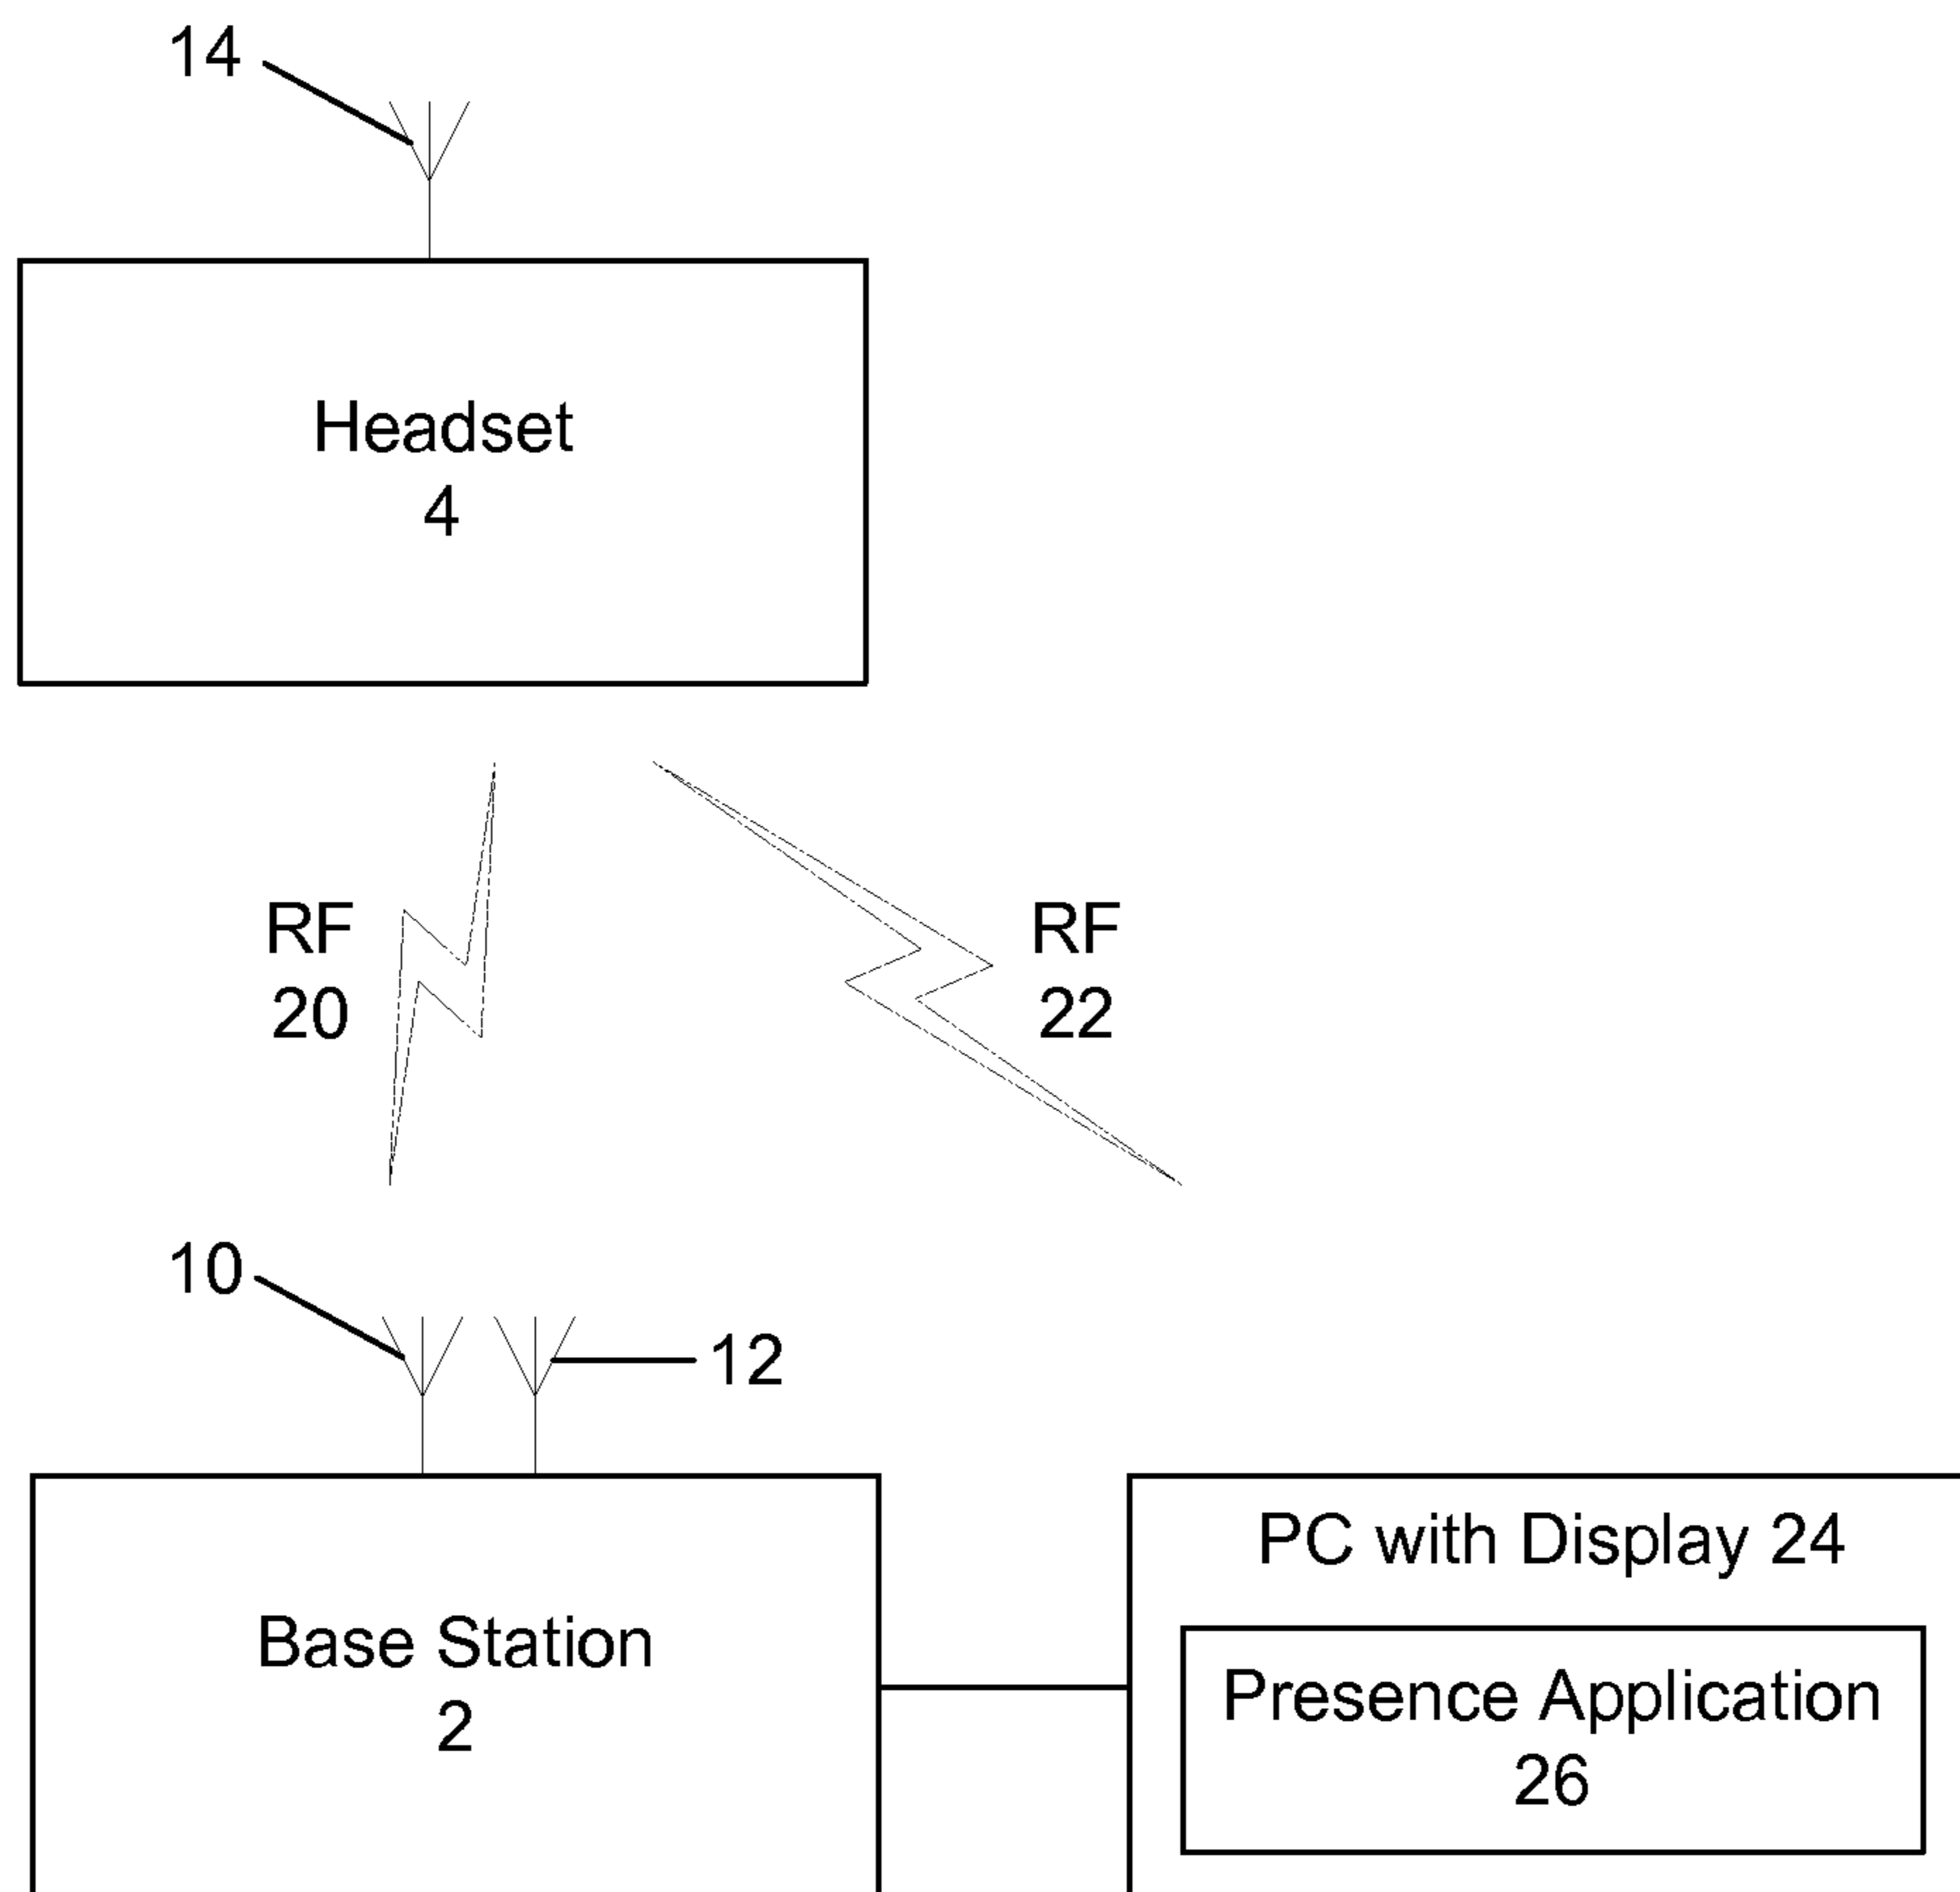 14
Headset
4
RF
20
RF
22
10
12
Base Station
2
PC with Display 24
Presence Application
26